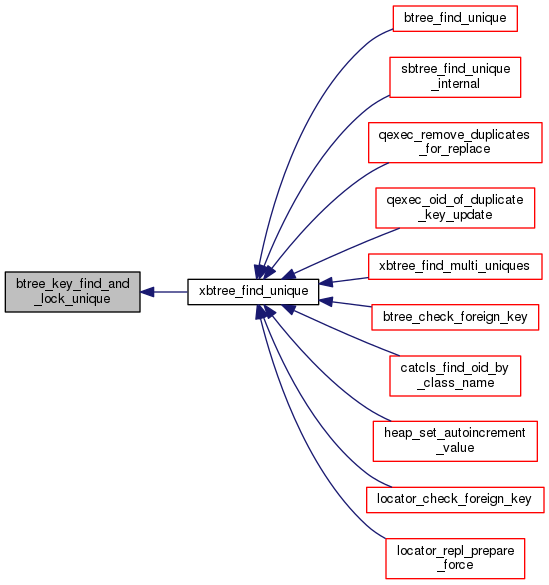 btree_find_unique
sbtree_find_unique
_internal
qexec_remove_duplicates
_for_replace
qexec_oid_of_duplicate
_key_update
xbtree_find_multi_uniques
btree_key_find_and
_lock_unique
xbtree_find_unique
btree_check_foreign_key
catcls_find_oid_by
_class_name
heap_set_autoincrement
_value
locator_check_foreign_key
locator_repl_prepare
_force